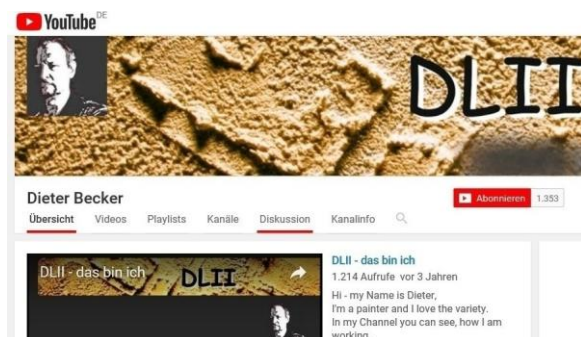 YouTube DE
DLII
Dieter Becker
Abonnieren 1.353
Übersicht Videos Playlists Kanäle Diskussion Kanalinfo
DLII - das bin ich
DLII
DLII - das bin ich
1.214 Aufrufe vor 3 Jahren
Hi - my Name is Dieter,
I'm a painter and I love the variety.
In my Channel you can see, how I am
working